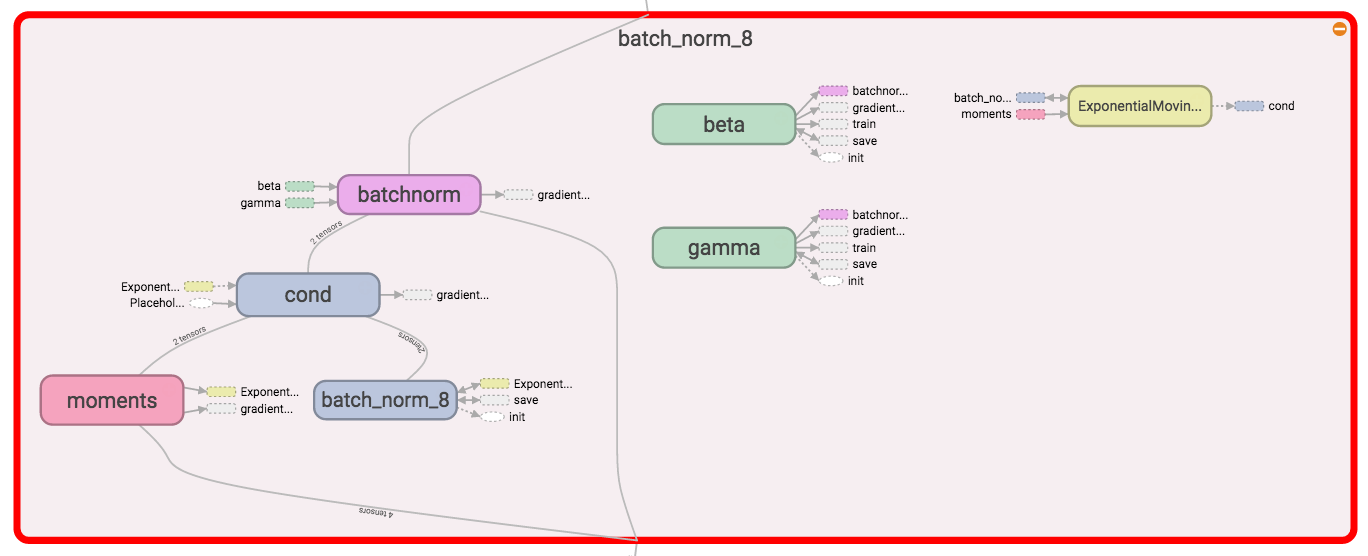 batch_norm_8
beta
batchnor...
gradient...
train
save
init
batch_no...
moments
ExponentialMovin...
cond
beta
gamma
batchnorm
gradient...
gamma
batchnor...
gradient...
train
save
init
2 tensors
Exponent...
Placehol...
cond
gradient...
2 tensors
2 tensors
moments
Exponent...
gradient...
batch_norm_8
Exponent...
save
init
4 tensors